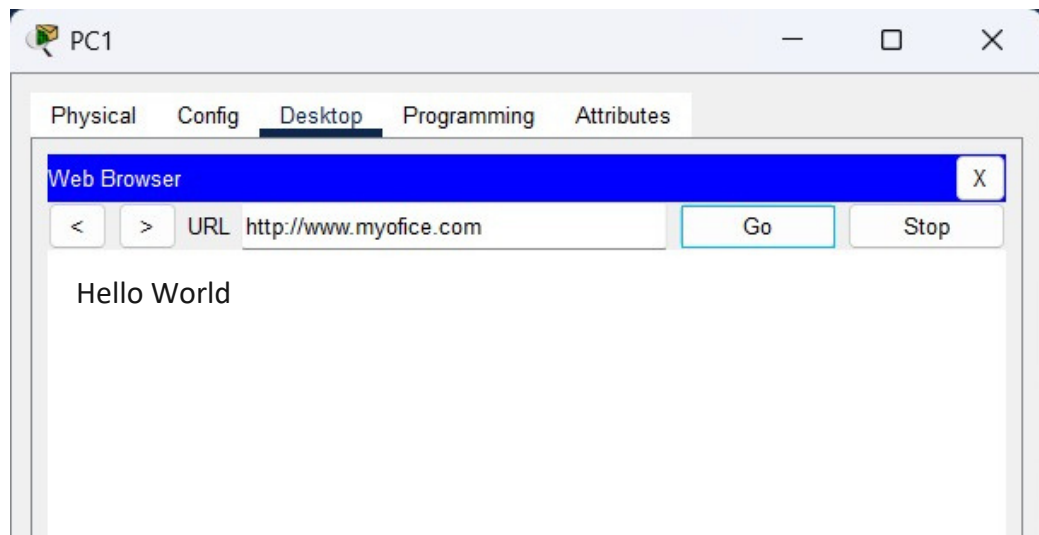 PC1
Physical Config Desktop Programming Attributes
Web Browser X
< > URL http://www.myofice.com Go Stop
Hello World